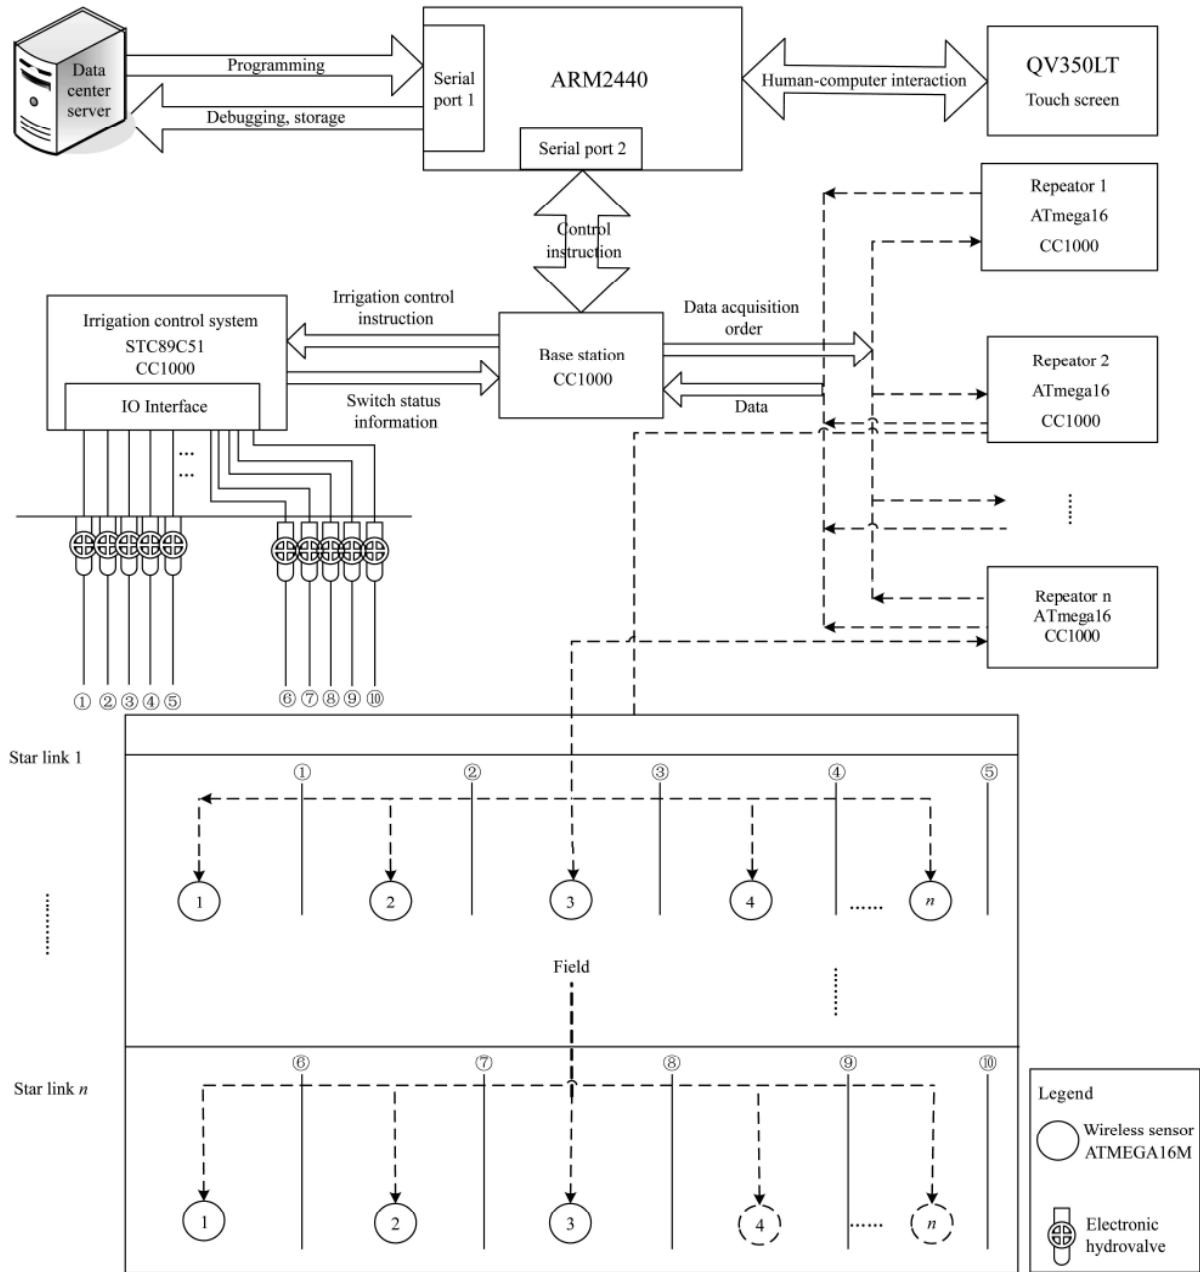 Data
center
server
Programming
Debugging, storage
Serial
port 1
ARM2440
Serial port 2
Human-computer interaction
QV350LT
Touch screen
Control
instruction
Repeator 1
ATmega16
CC1000
Irrigation control system
STC89C51
CC1000
IO Interface
Irrigation control
instruction
Switch status
information
Base station
CC1000
Data acquisition
order
Data
Repeator 2
ATmega16
CC1000
...
...
Repeator n
ATmega16
CC1000
① ② ③ ④ ⑤
⑥ ⑦ ⑧ ⑨ ⑩
Star link 1
① ② ③ ④ ⑤
1 2 3 4 ...... n
Field
Star link n
⑥ ⑦ ⑧ ⑨ ⑩
1 2 3 4 ...... n
Legend
Wireless sensor
ATMEGA16M
Electronic
hydrovalve